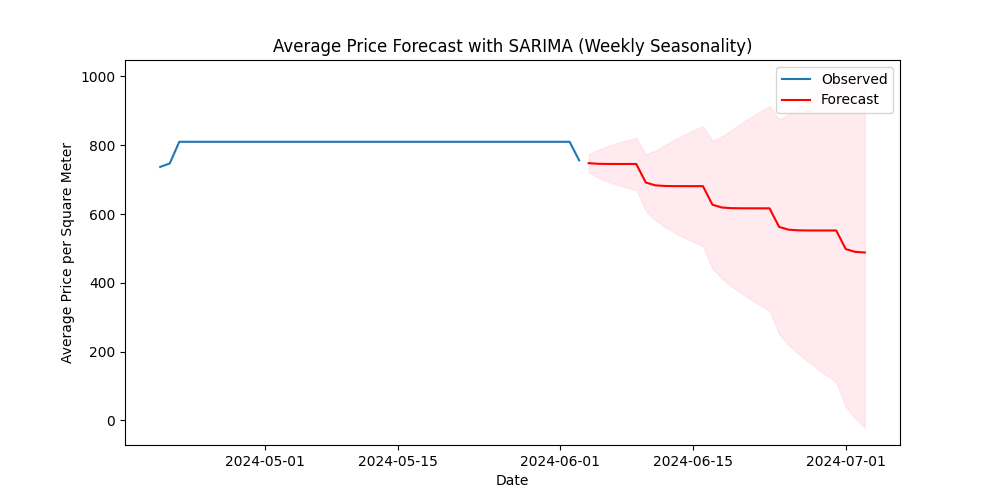 Average Price Forecast with SARIMA (Weekly Seasonality)
Observed
Forecast
Average Price per Square Meter
1000
800
600
400
200
0
2024-05-01
2024-05-15
2024-06-01
2024-06-15
2024-07-01
Date